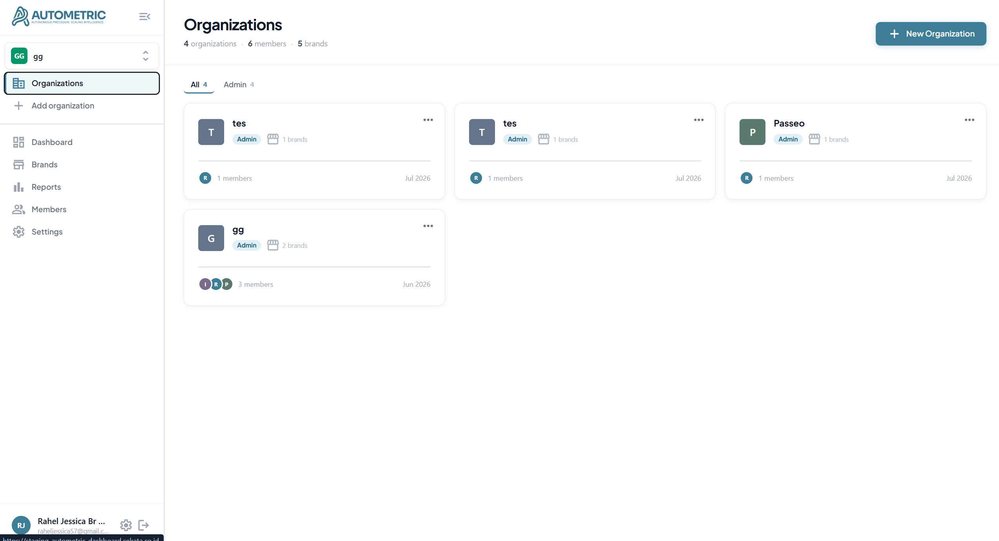 AUTOMETRIC
AUTONOMOUS PRECISSION. SCALING INTELLIGENCE.
GG gg
Organizations
Add organization
Dashboard
Brands
Reports
Members
Settings
RJ Rahel Jessica Br ...
raheljessica57@gmail.c...
https://staging-autometric-dashboard.sekata.co.id
Organizations
4 organizations · 6 members · 5 brands
+ New Organization
All 4 Admin 4
T tes
Admin 1 brands
R 1 members Jul 2026
T tes
Admin 1 brands
R 1 members Jul 2026
P Passeo
Admin 1 brands
R 1 members Jul 2026
G gg
Admin 2 brands
I R P 3 members Jun 2026